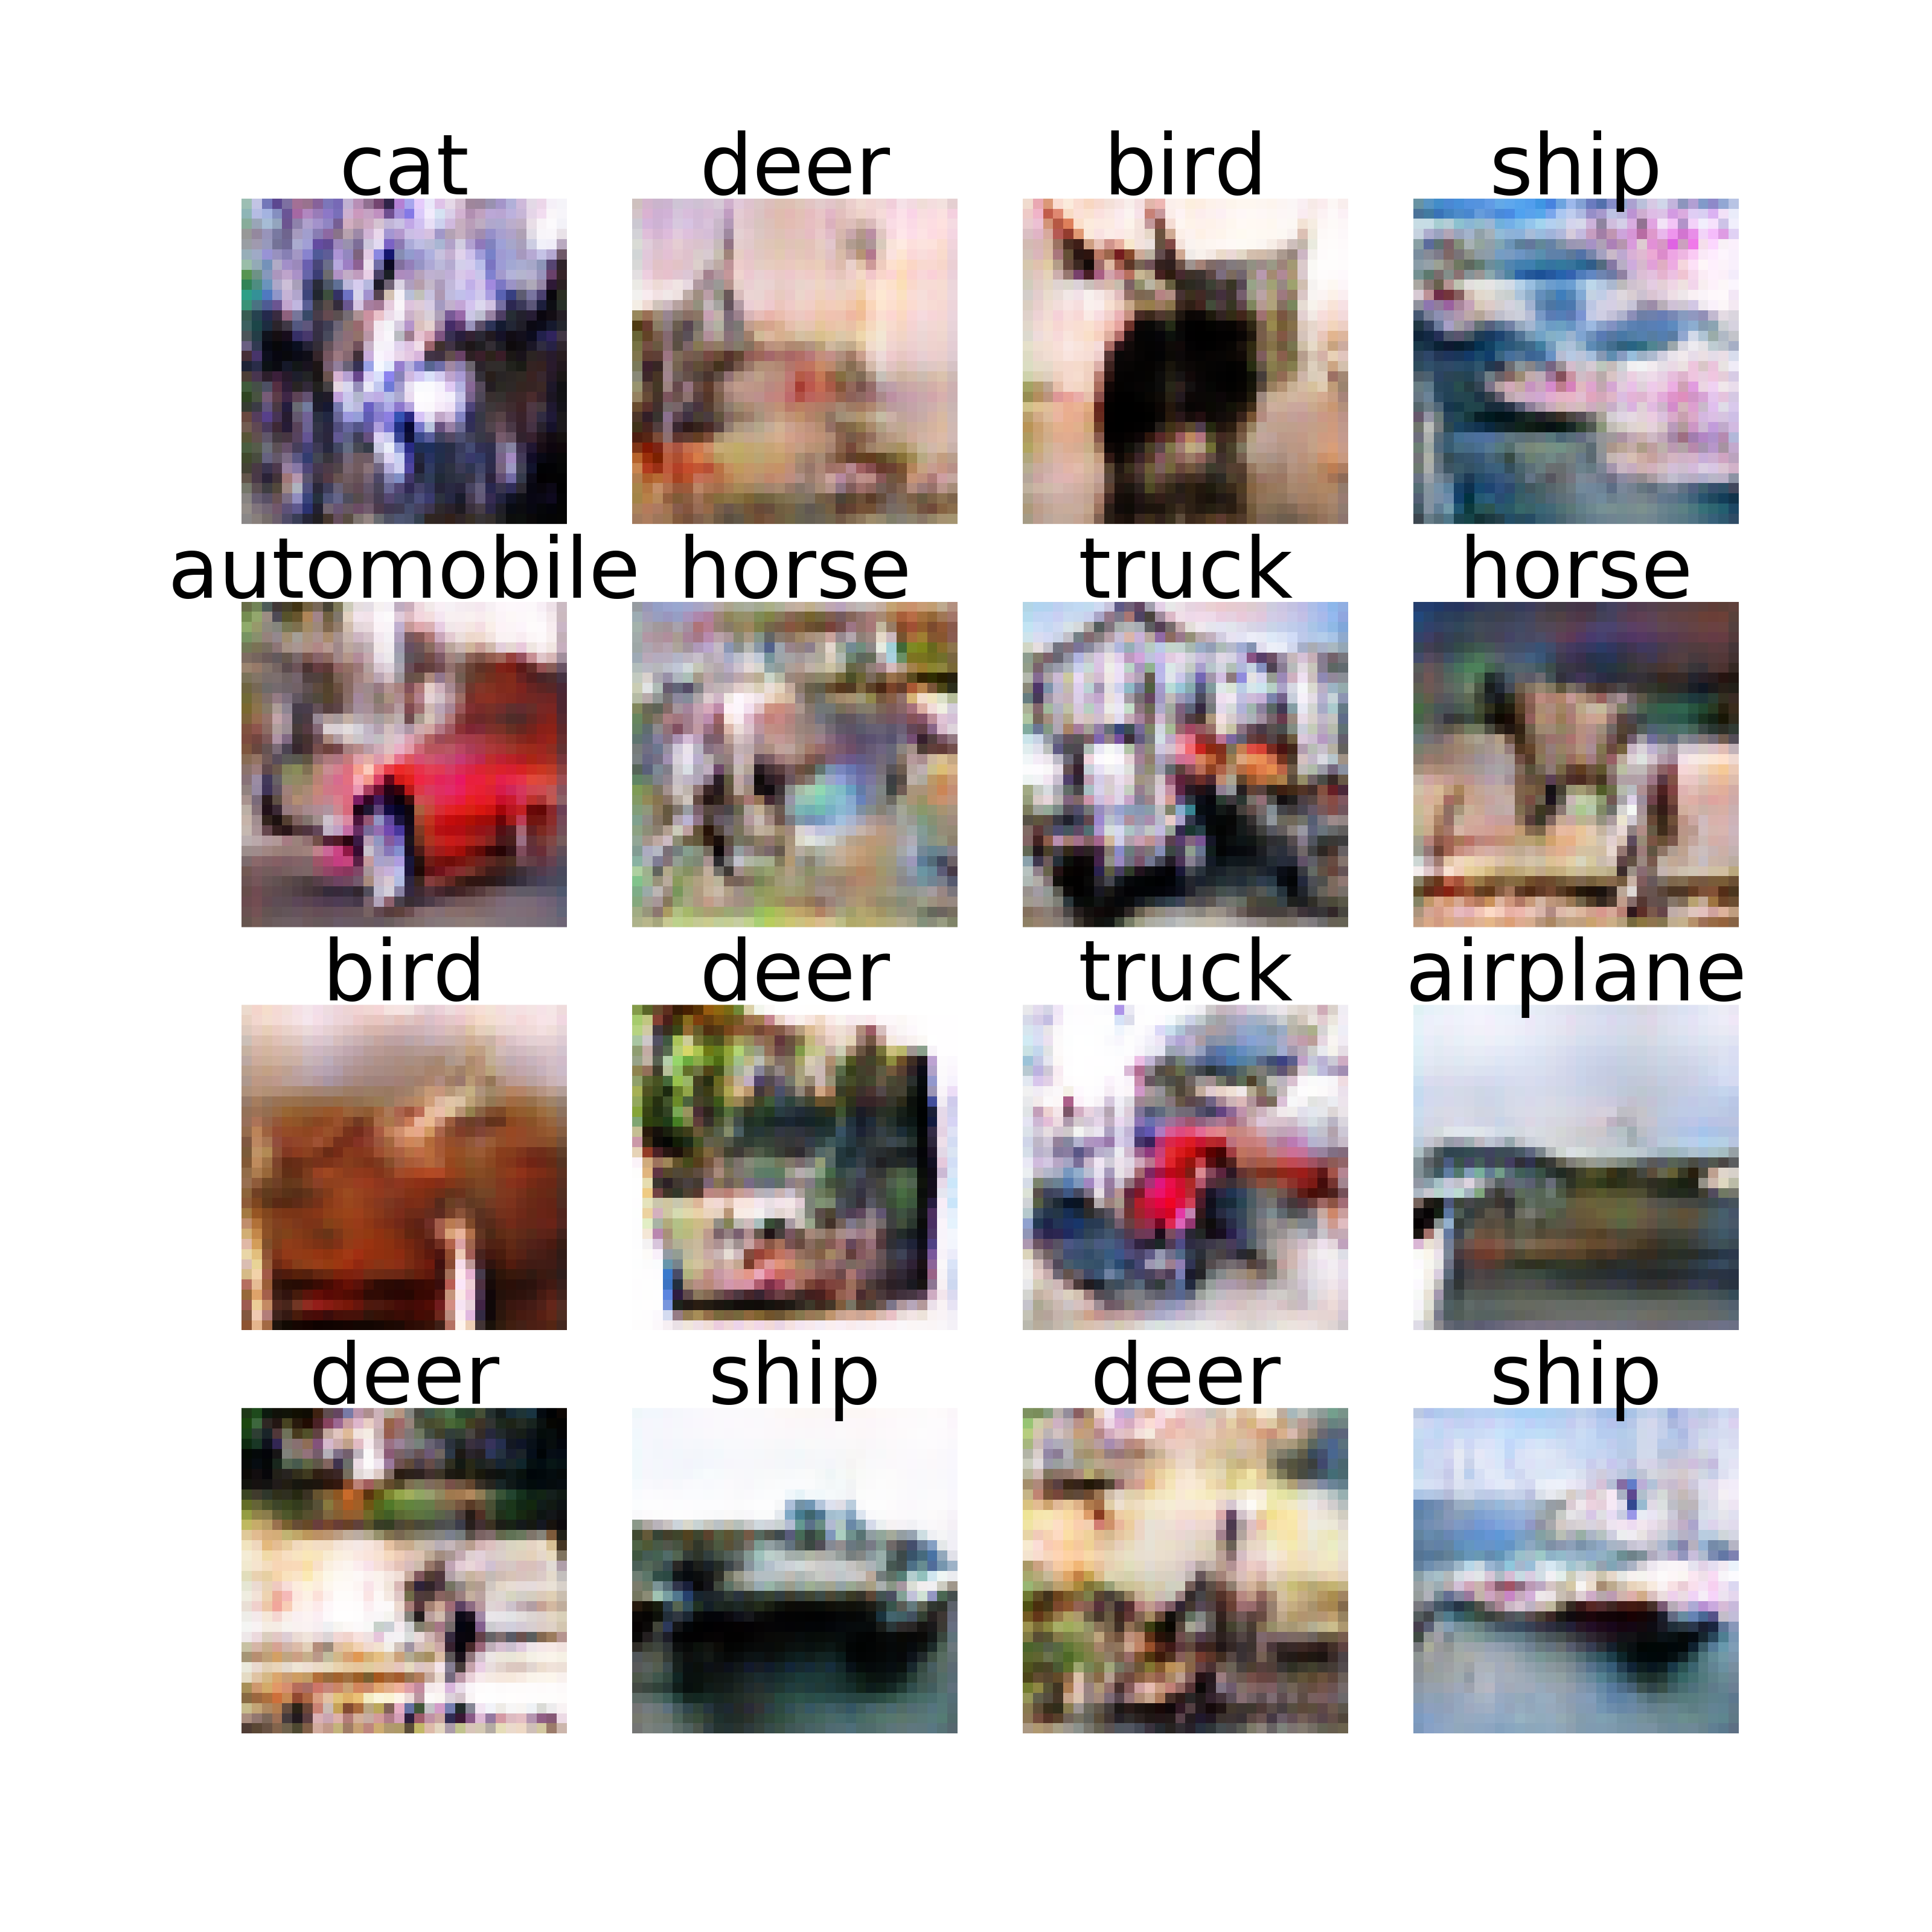 cat deer bird ship
automobile horse truck horse
bird deer truck airplane
deer ship deer ship